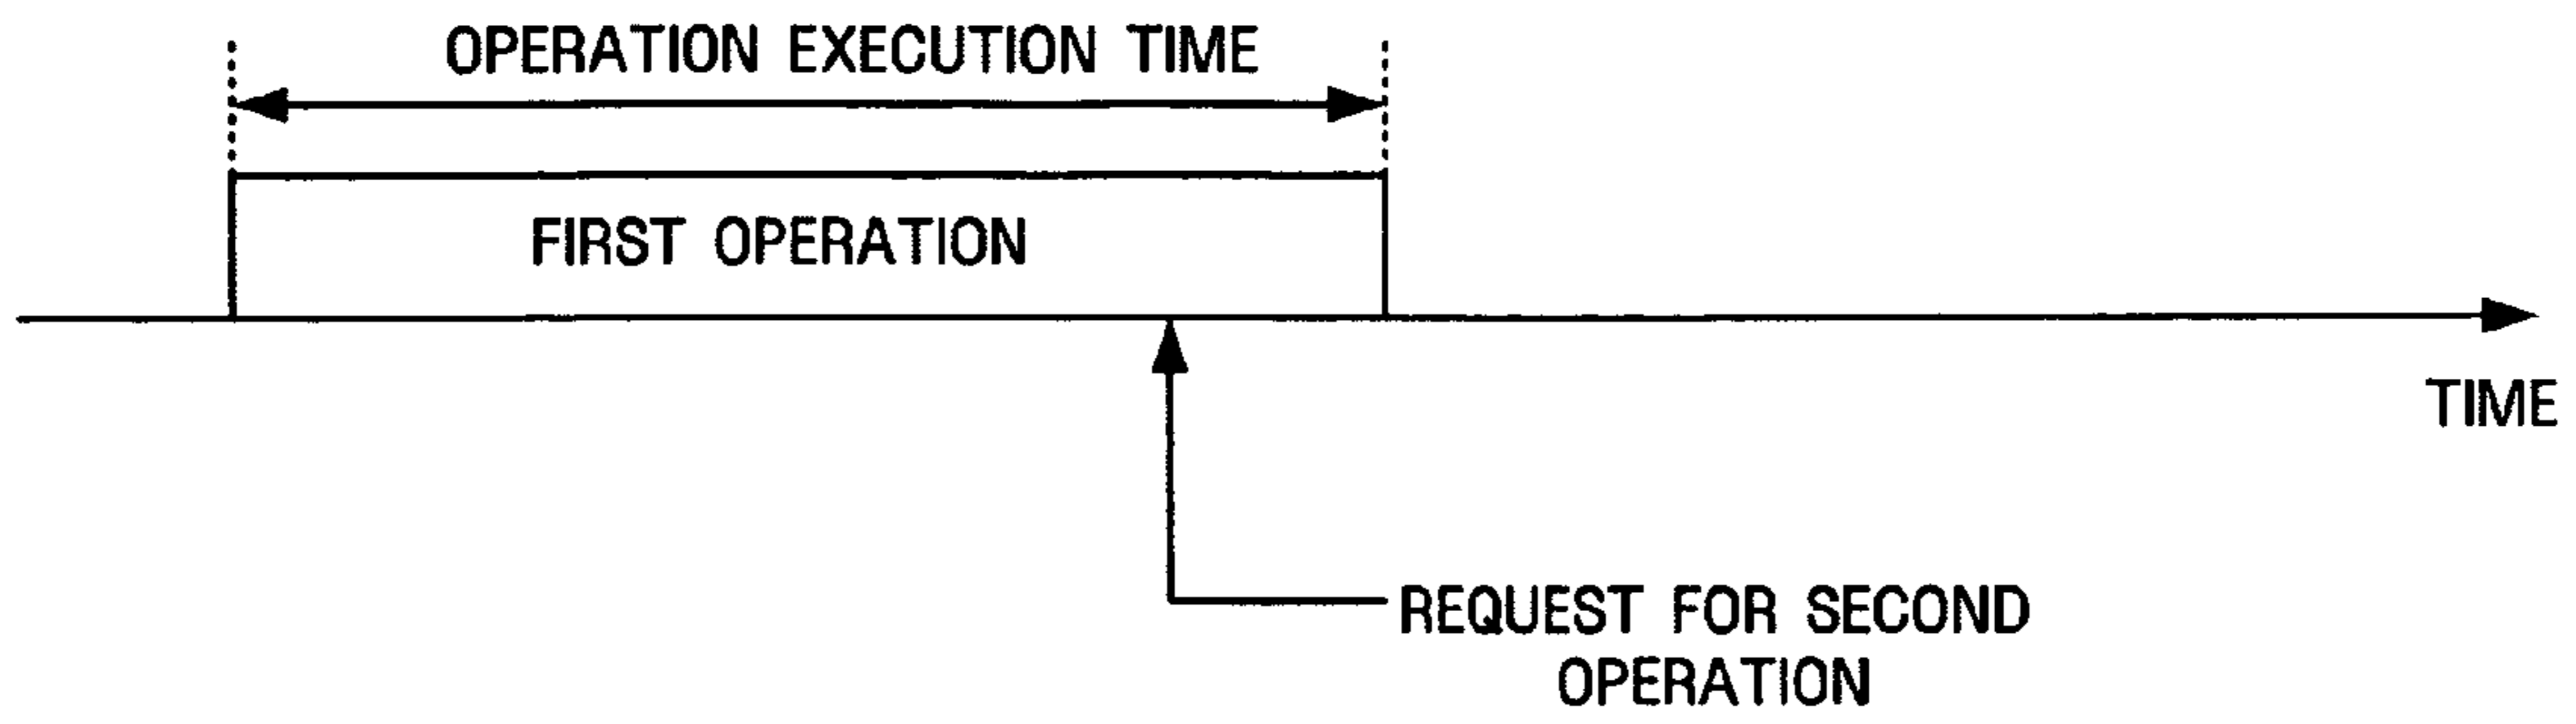 OPERATION EXECUTION TIME
FIRST OPERATION
TIME
REQUEST FOR SECOND
OPERATION